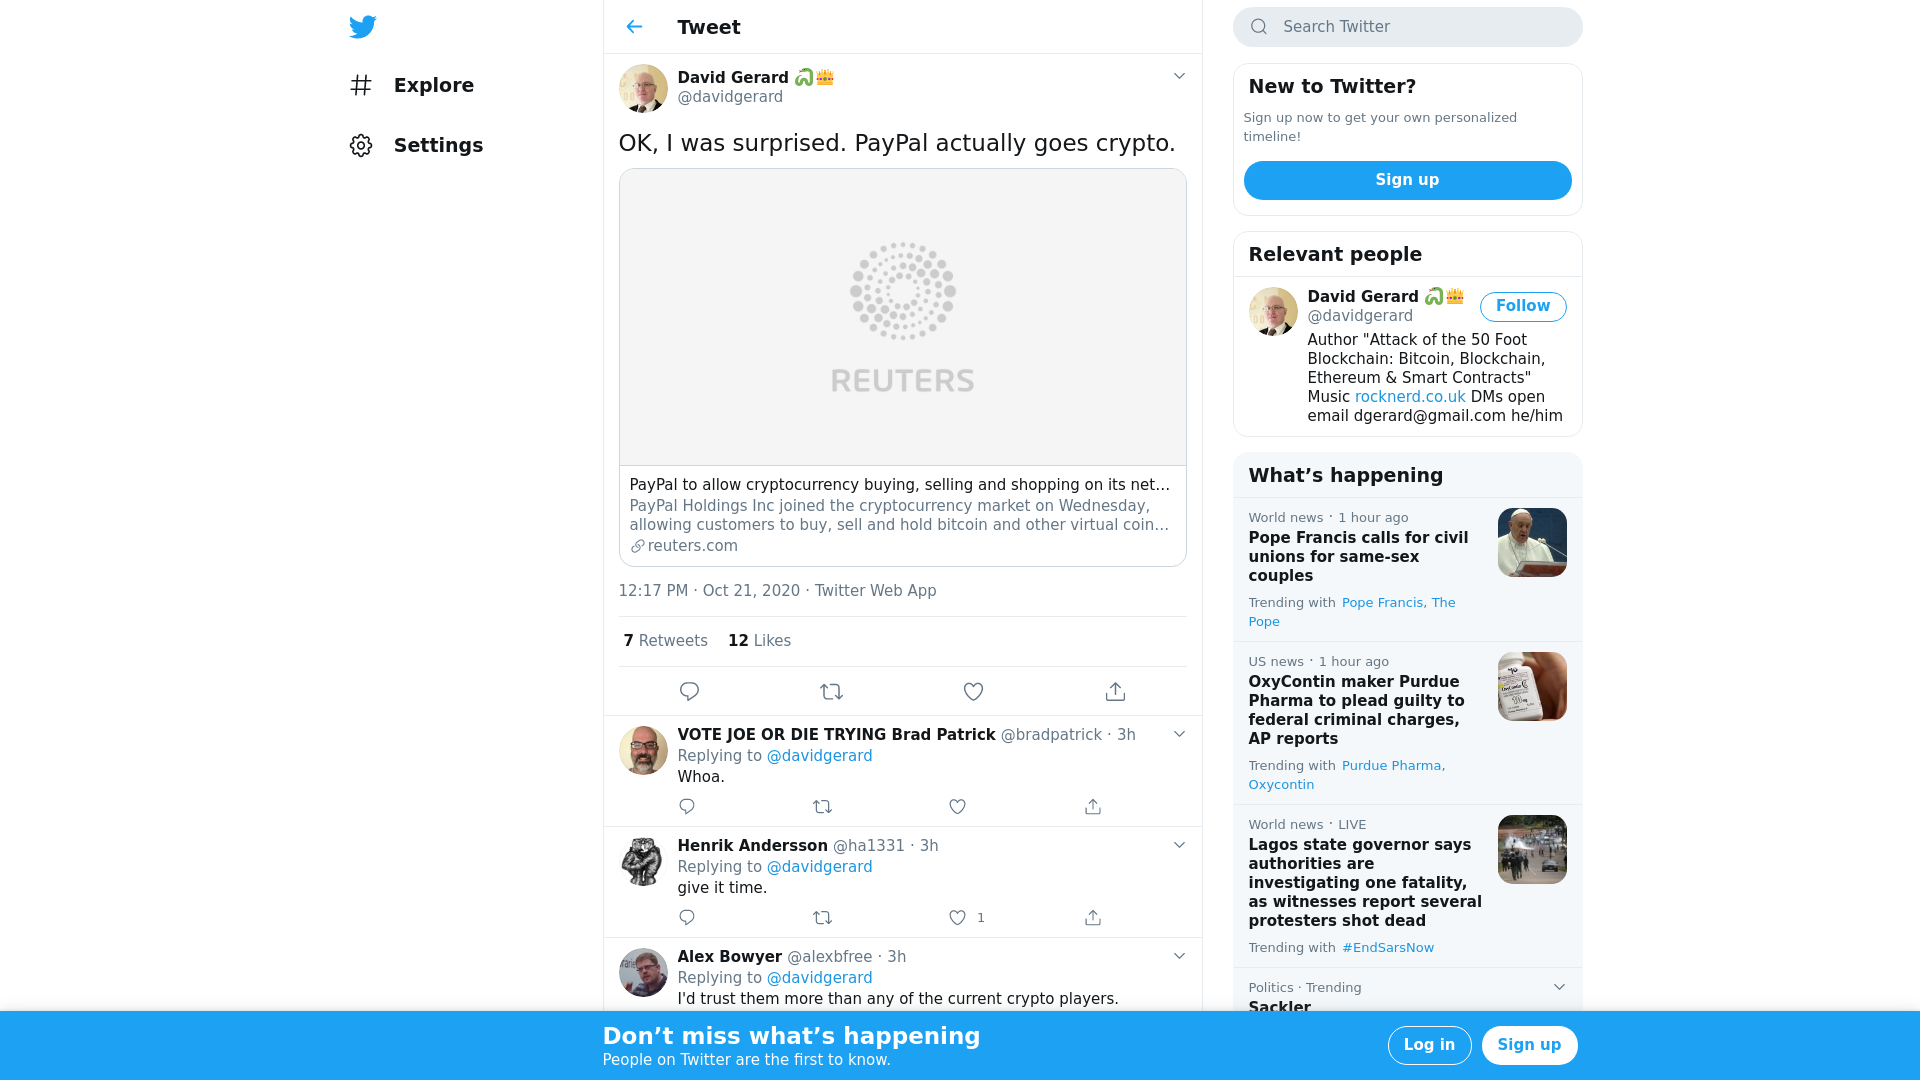 Explore
Settings
Tweet
David Gerard
@davidgerard
OK, I was surprised. PayPal actually goes crypto.
REUTERS
PayPal to allow cryptocurrency buying, selling and shopping on its net…
PayPal Holdings Inc joined the cryptocurrency market on Wednesday,
allowing customers to buy, sell and hold bitcoin and other virtual coin…
reuters.com
12:17 PM · Oct 21, 2020 · Twitter Web App
7 Retweets 12 Likes
VOTE JOE OR DIE TRYING Brad Patrick @bradpatrick · 3h
Replying to @davidgerard
Whoa.
Henrik Andersson @ha1331 · 3h
Replying to @davidgerard
give it time.
1
Alex Bowyer @alexbfree · 3h
Replying to @davidgerard
I'd trust them more than any of the current crypto players.
Search Twitter
New to Twitter?
Sign up now to get your own personalized
timeline!
Sign up
Relevant people
David Gerard
@davidgerard
Follow
Author "Attack of the 50 Foot
Blockchain: Bitcoin, Blockchain,
Ethereum & Smart Contracts"
Music rocknerd.co.uk DMs open
email dgerard@gmail.com he/him
What’s happening
World news · 1 hour ago
Pope Francis calls for civil
unions for same-sex
couples
Trending with Pope Francis, The
Pope
US news · 1 hour ago
OxyContin maker Purdue
Pharma to plead guilty to
federal criminal charges,
AP reports
Trending with Purdue Pharma,
Oxycontin
World news · LIVE
Lagos state governor says
authorities are
investigating one fatality,
as witnesses report several
protesters shot dead
Trending with #EndSarsNow
Politics · Trending
Sackler
Don’t miss what’s happening
People on Twitter are the first to know.
Log in
Sign up